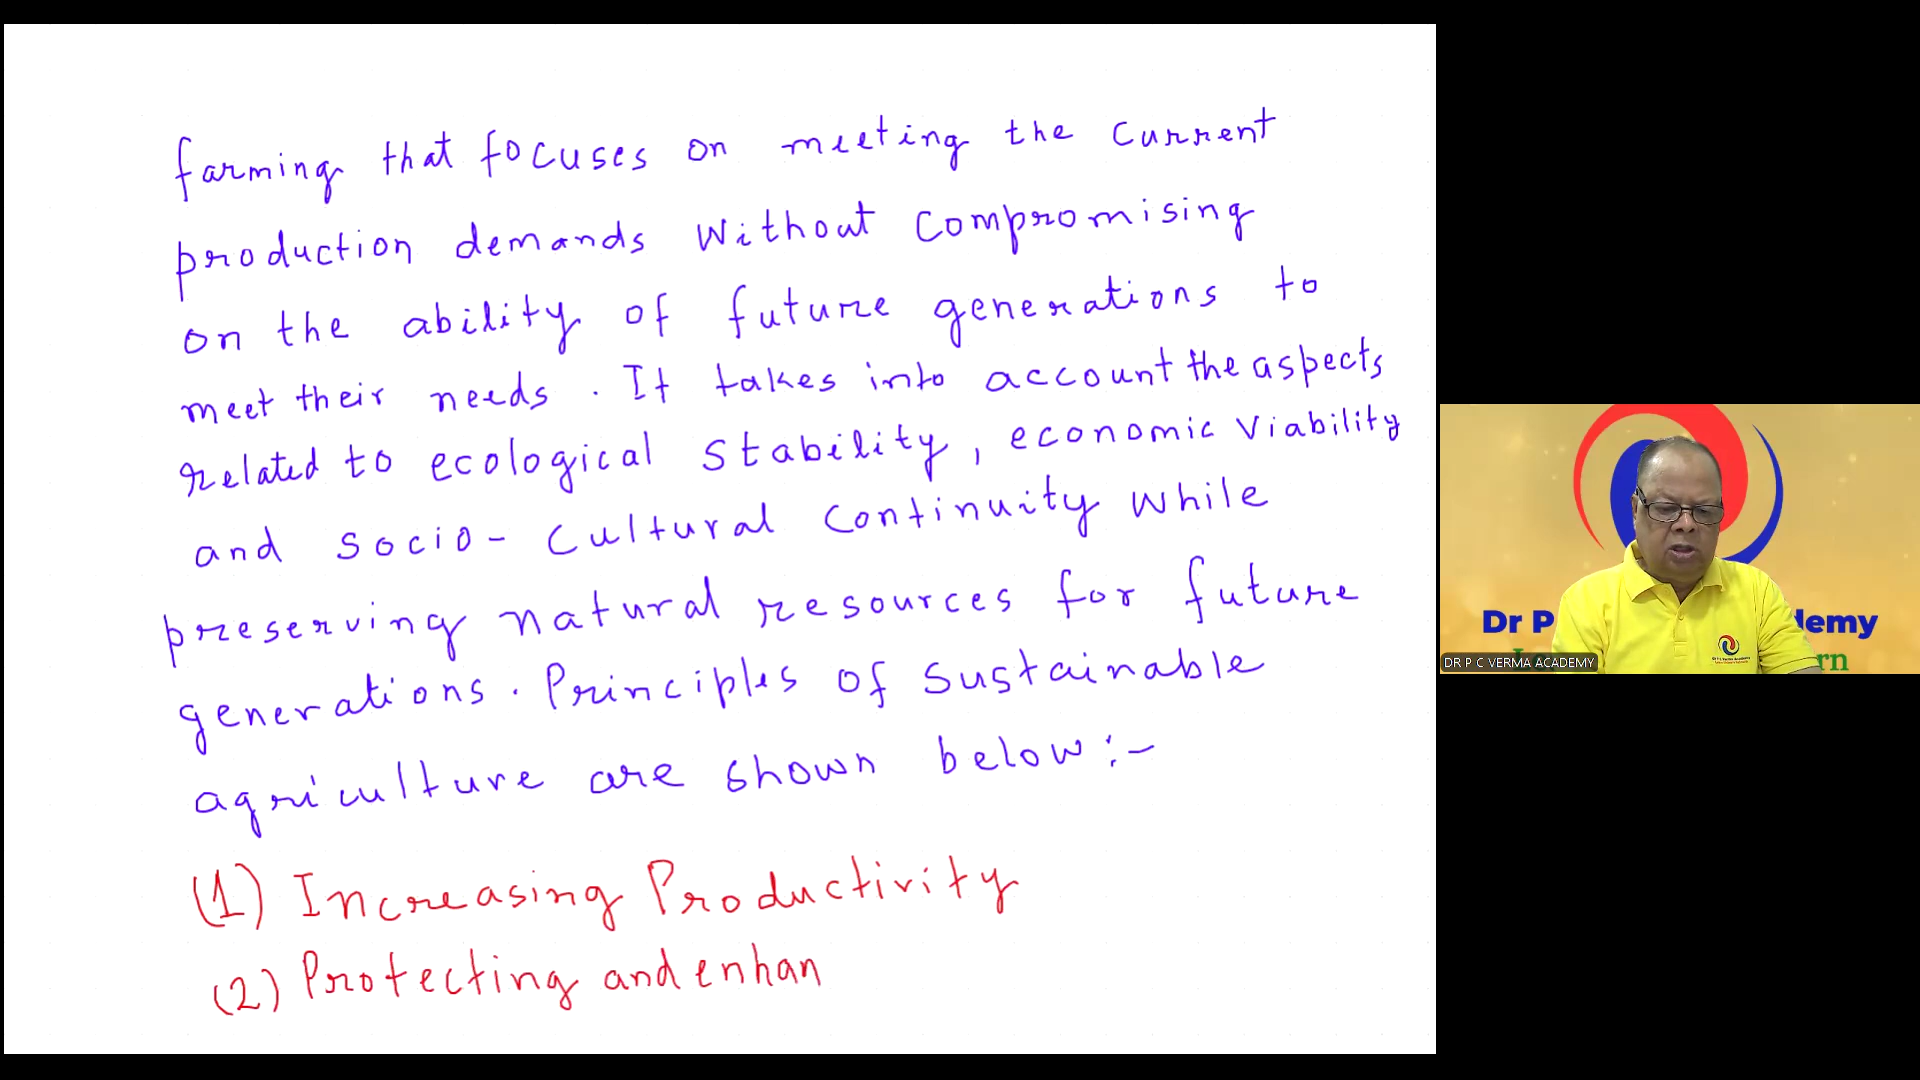 farming that focuses on meeting the current
production demands without compromising
on the ability of future generations to
meet their needs. It takes into account the aspects
related to ecological stability, economic viability
and socio-cultural continuity while
preserving natural resources for future
generations. Principles of sustainable
agriculture are shown below:-
(1) Increasing Productivity
(2) Protecting and enhan
Dr P
demy
rn
DR P C VERMA ACADEMY